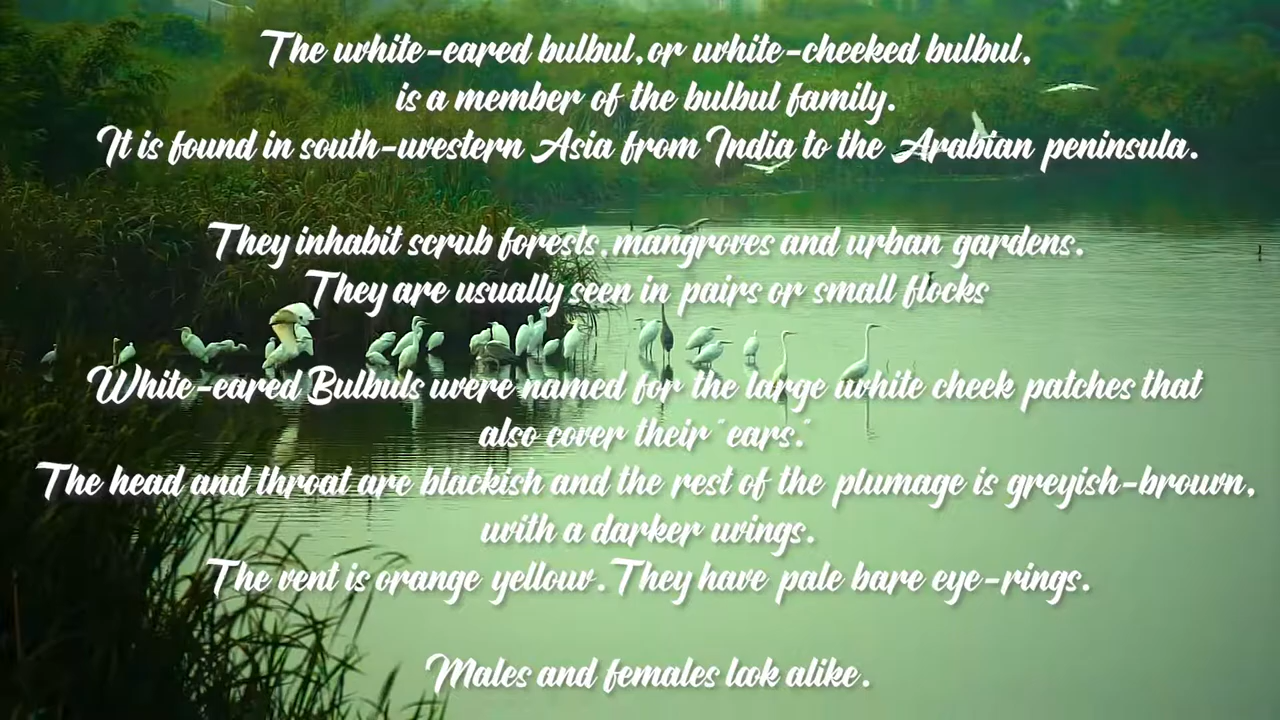 The white-eared bulbul, or white-cheeked bulbul,
is a member of the bulbul family.
It is found in south-western Asia from India to the Arabian peninsula.
They inhabit scrub forests, mangroves and urban gardens.
They are usually seen in pairs or small flocks
White-eared Bulbuls were named for the large white cheek patches that
also cover their "ears."
The head and throat are blackish and the rest of the plumage is greyish-brown,
with a darker wings.
The vent is orange yellow. They have pale bare eye-rings.
Males and females look alike.